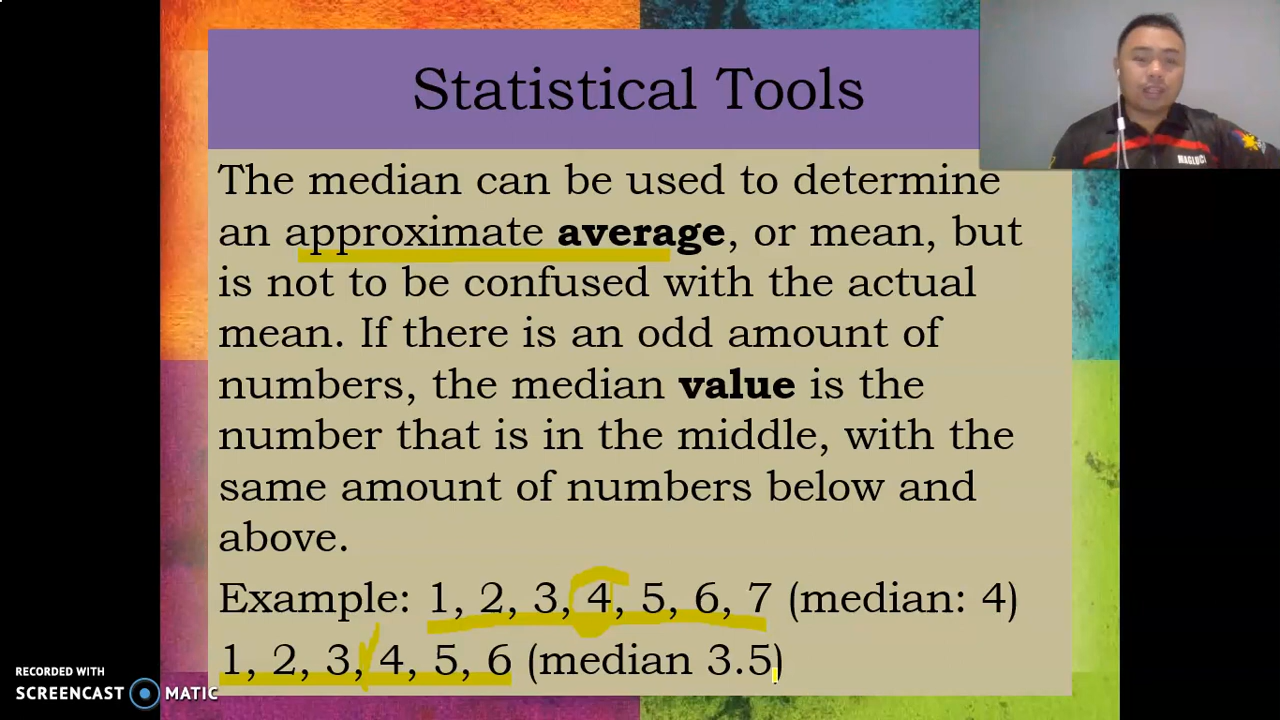 Statistical Tools
The median can be used to determine
an approximate average, or mean, but
is not to be confused with the actual
mean. If there is an odd amount of
numbers, the median value is the
number that is in the middle, with the
same amount of numbers below and
above.
Example: 1, 2, 3, 4, 5, 6, 7 (median: 4)
1, 2, 3, 4, 5, 6 (median 3.5)
RECORDED WITH
SCREENCAST MATIC